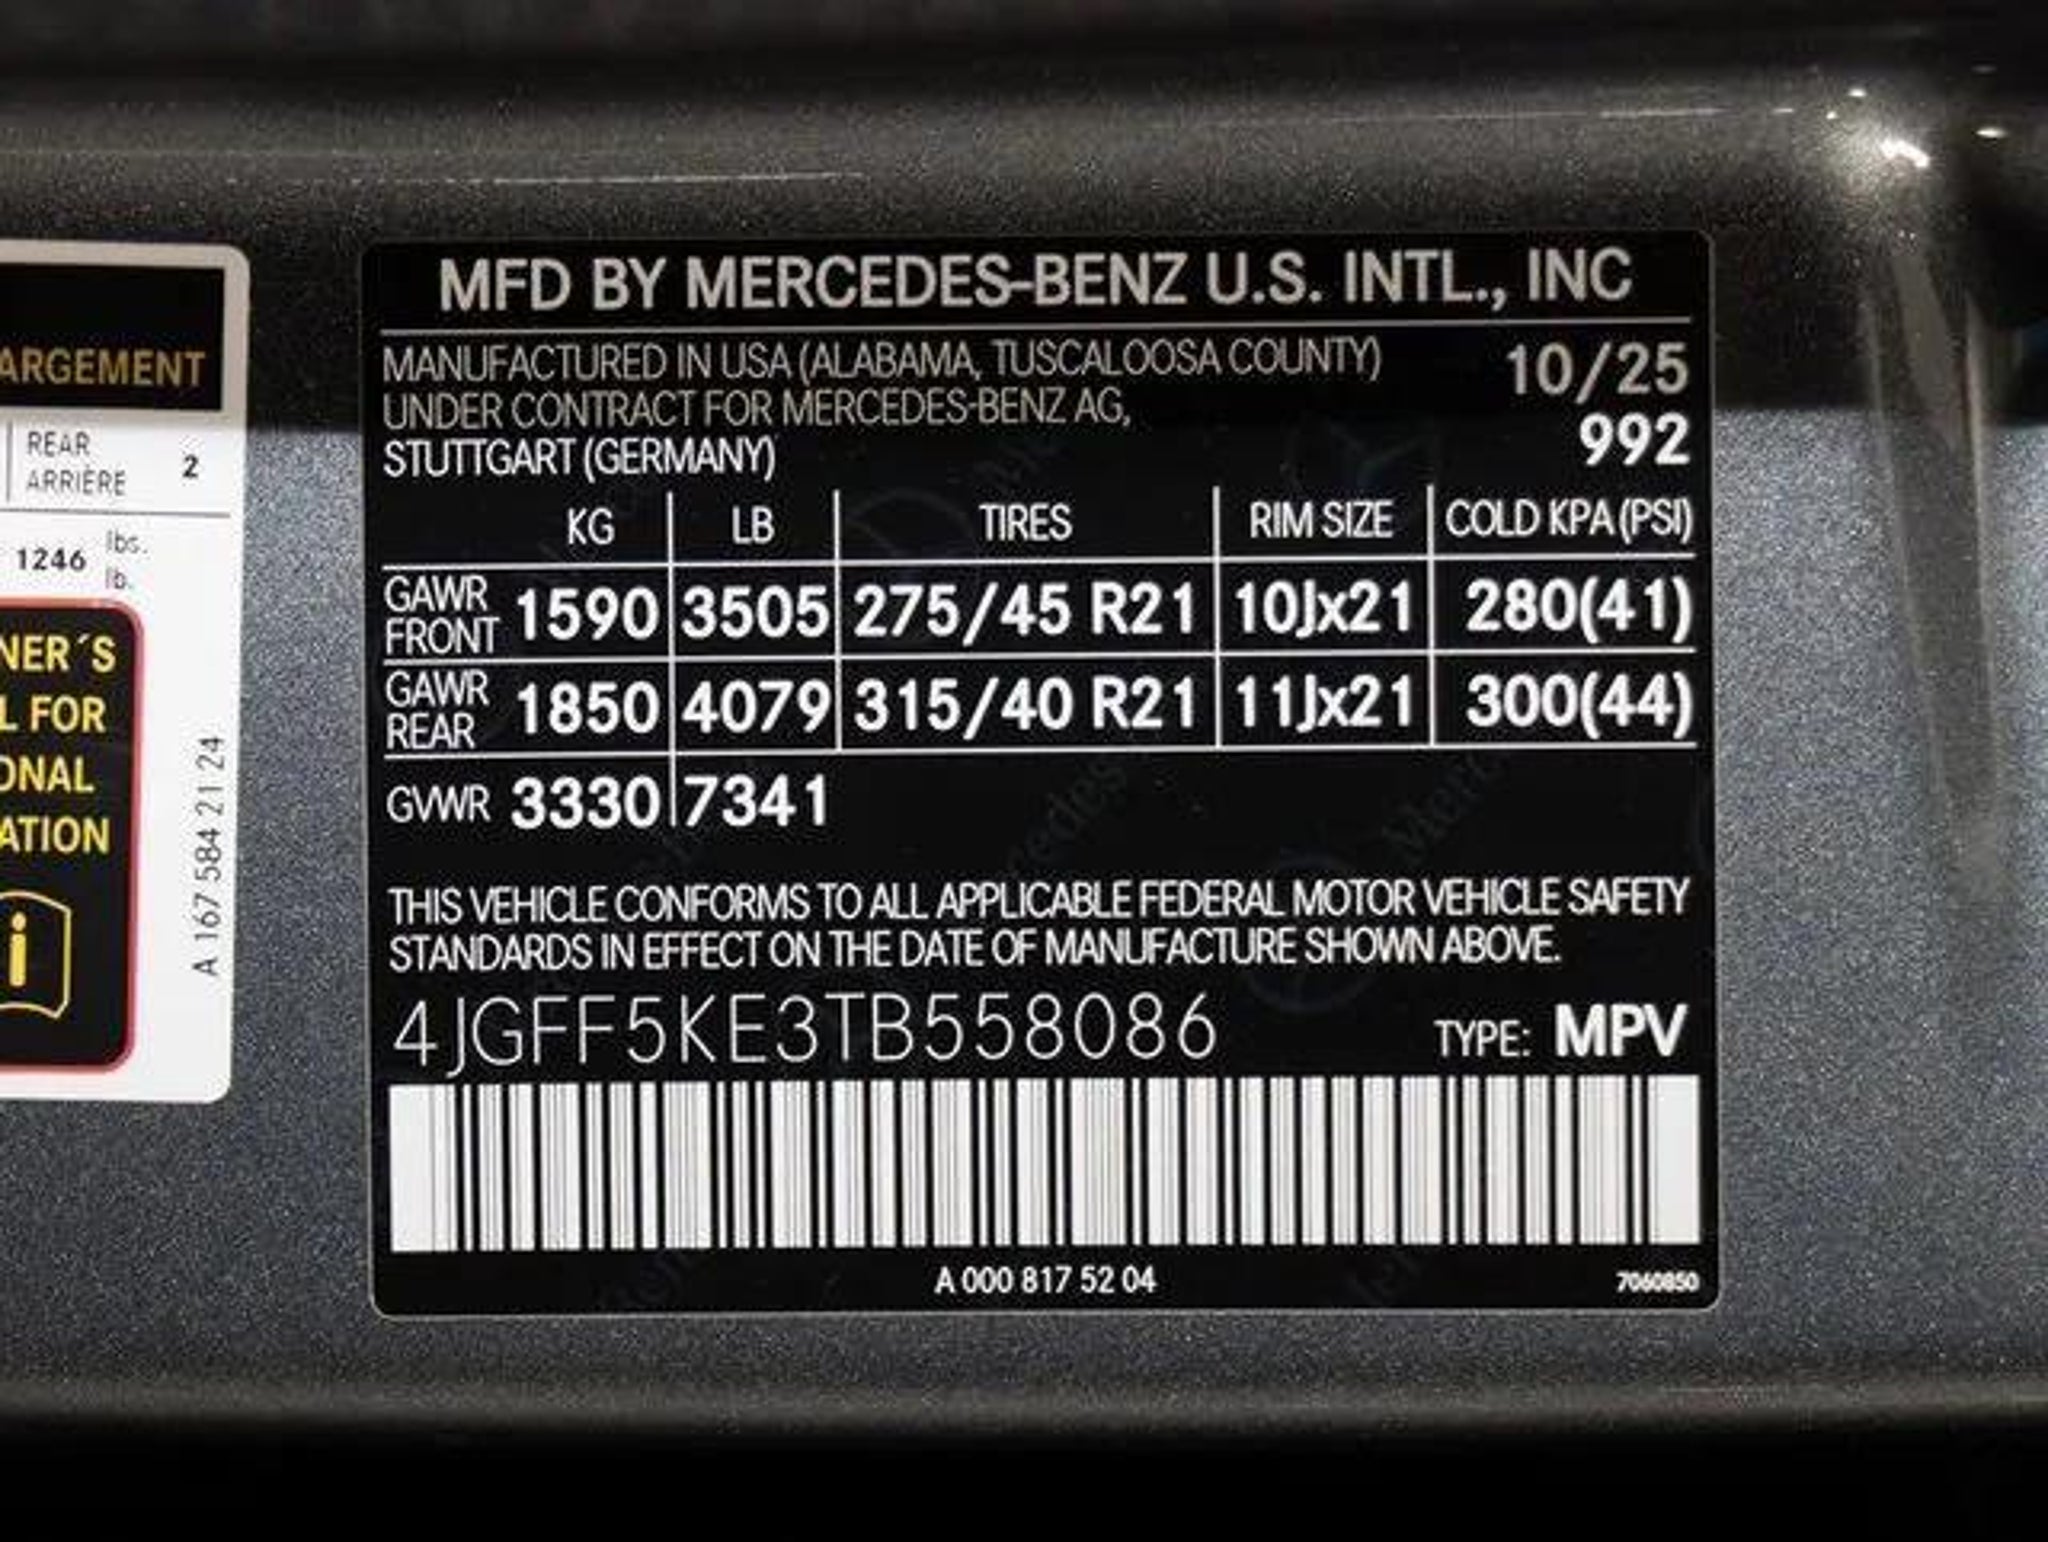 ARGEMENT
REAR
ARRIÈRE 2
1246 lbs.
lb.
NER´S
L FOR
ONAL
ATION
i
A 167 584 21 24
MFD BY MERCEDES-BENZ U.S. INTL., INC
MANUFACTURED IN USA (ALABAMA, TUSCALOOSA COUNTY) 10/25
UNDER CONTRACT FOR MERCEDES-BENZ AG, 992
STUTTGART (GERMANY)
KG LB TIRES RIM SIZE COLD KPA (PSI)
GAWR FRONT 1590 3505 275/45 R21 10Jx21 280(41)
GAWR REAR 1850 4079 315/40 R21 11Jx21 300(44)
GVWR 3330 7341
THIS VEHICLE CONFORMS TO ALL APPLICABLE FEDERAL MOTOR VEHICLE SAFETY
STANDARDS IN EFFECT ON THE DATE OF MANUFACTURE SHOWN ABOVE.
4JGFF5KE3TB558086 TYPE: MPV
A 000 817 52 04 7060850